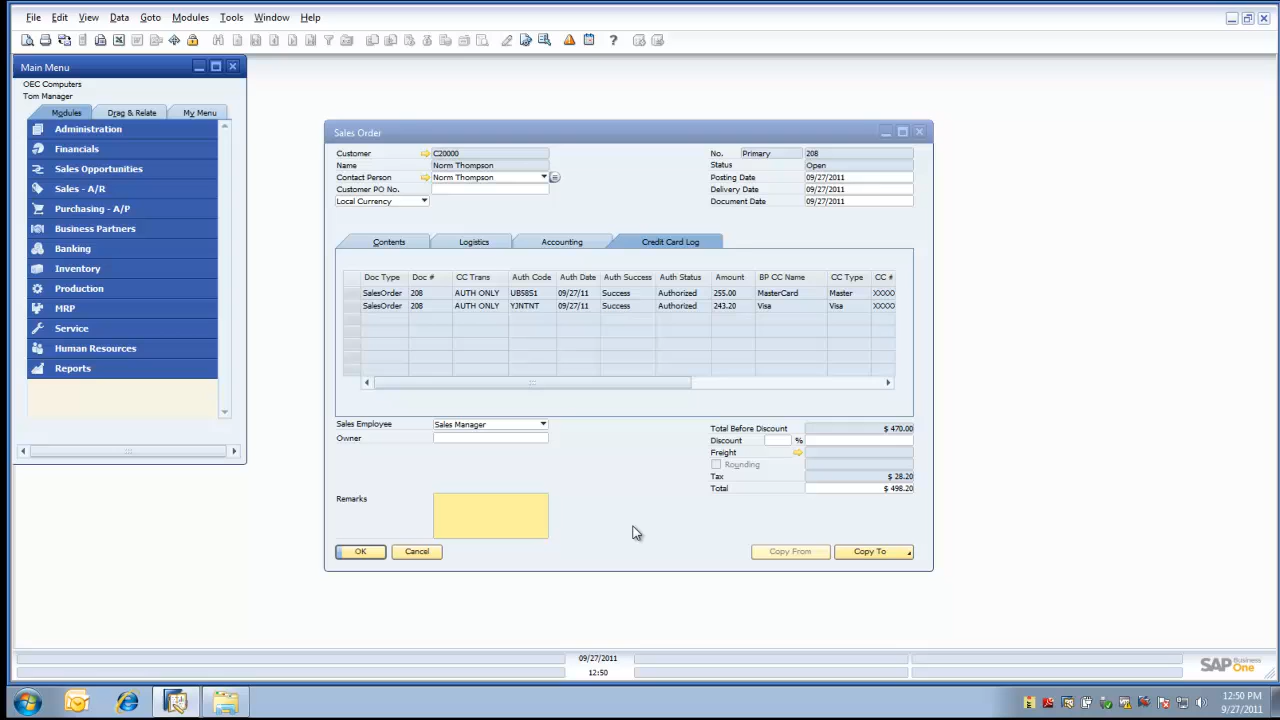 File Edit View Data Goto Modules Tools Window Help
Main Menu
OEC Computers
Tom Manager
Modules Drag & Relate My Menu
Administration
Financials
Sales Opportunities
Sales - A/R
Purchasing - A/P
Business Partners
Banking
Inventory
Production
MRP
Service
Human Resources
Reports
Sales Order
Customer C20000 No. Primary 208
Name Norm Thompson Status Open
Contact Person Norm Thompson Posting Date 09/27/2011
Customer PO No. Delivery Date 09/27/2011
Local Currency Document Date 09/27/2011
Contents Logistics Accounting Credit Card Log
Doc Type Doc # CC Trans Auth Code Auth Date Auth Success Auth Status Amount BP CC Name CC Type CC #
SalesOrder 208 AUTH ONLY UB58S1 09/27/11 Success Authorized 255.00 MasterCard Master XXXX
SalesOrder 208 AUTH ONLY YJNTNT 09/27/11 Success Authorized 243.20 Visa Visa XXXX
Sales Employee Sales Manager Total Before Discount $ 470.00
Owner Discount %
Freight
Rounding
Tax $ 28.20
Total $ 498.20
Remarks
OK Cancel Copy From Copy To
09/27/2011
12:50
SAP Business One
12:50 PM
9/27/2011